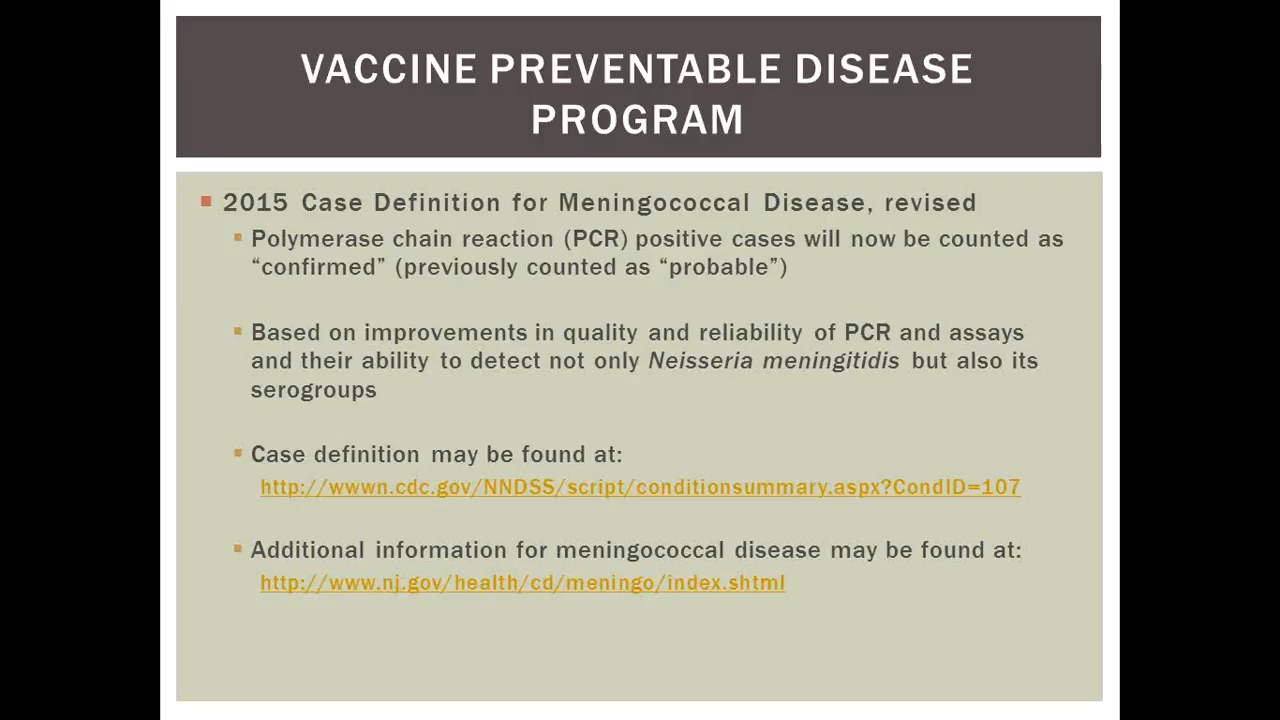 VACCINE PREVENTABLE DISEASE
PROGRAM
2015 Case Definition for Meningococcal Disease, revised
Polymerase chain reaction (PCR) positive cases will now be counted as
“confirmed” (previously counted as “probable”)
Based on improvements in quality and reliability of PCR and assays
and their ability to detect not only Neisseria meningitidis but also its
serogroups
Case definition may be found at:
http://wwwn.cdc.gov/NNDSS/script/conditionsummary.aspx?CondID=107
Additional information for meningococcal disease may be found at:
http://www.nj.gov/health/cd/meningo/index.shtml